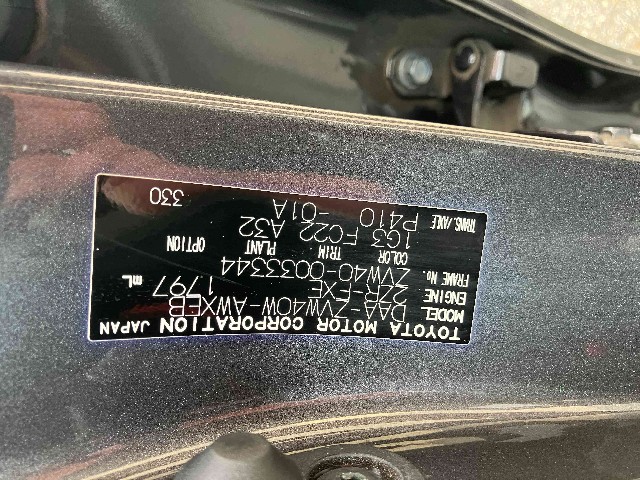 TOYOTA MOTOR CORPORATION JAPAN
MODEL DAA-ZVW40W-AWXEB
ENGINE 2ZR-FXE 1797 mL
FRAME No. ZVW40-0033344
COLOR TRIM PLANT OPTION
1G3 FC22 A32
TRANS./AXLE P410 -01A 330